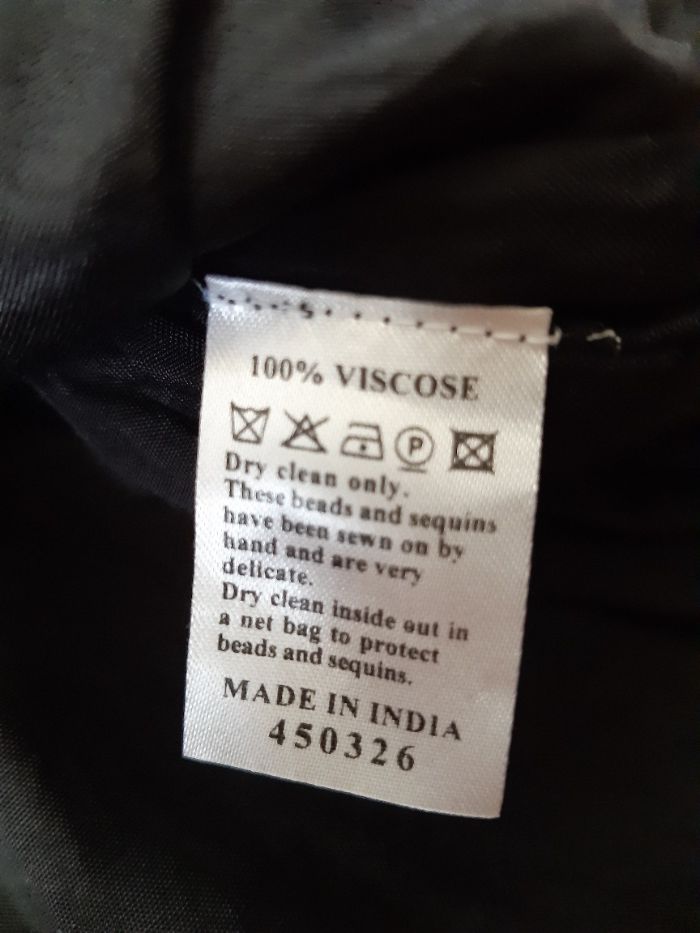 100% VISCOSE
P
Dry clean only.
These beads and sequins
have been sewn on by
hand and are very
delicate.
Dry clean inside out in
a net bag to protect
beads and sequins.
MADE IN INDIA
450326